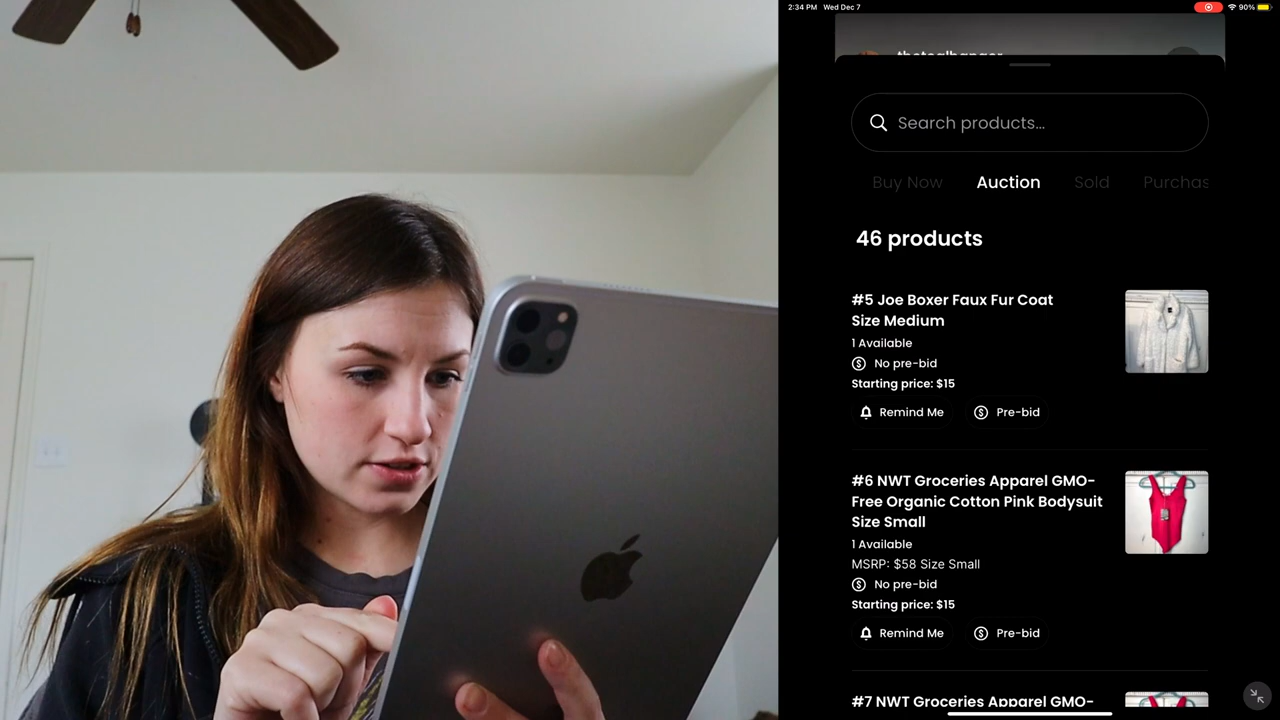 2:34 PM Wed Dec 7
90%
thetealhanger
Search products...
Buy Now Auction Sold Purchas
46 products
#5 Joe Boxer Faux Fur Coat
Size Medium
1 Available
No pre-bid
Starting price: $15
Remind Me Pre-bid
#6 NWT Groceries Apparel GMO-
Free Organic Cotton Pink Bodysuit
Size Small
1 Available
MSRP: $58 Size Small
No pre-bid
Starting price: $15
Remind Me Pre-bid
#7 NWT Groceries Apparel GMO-